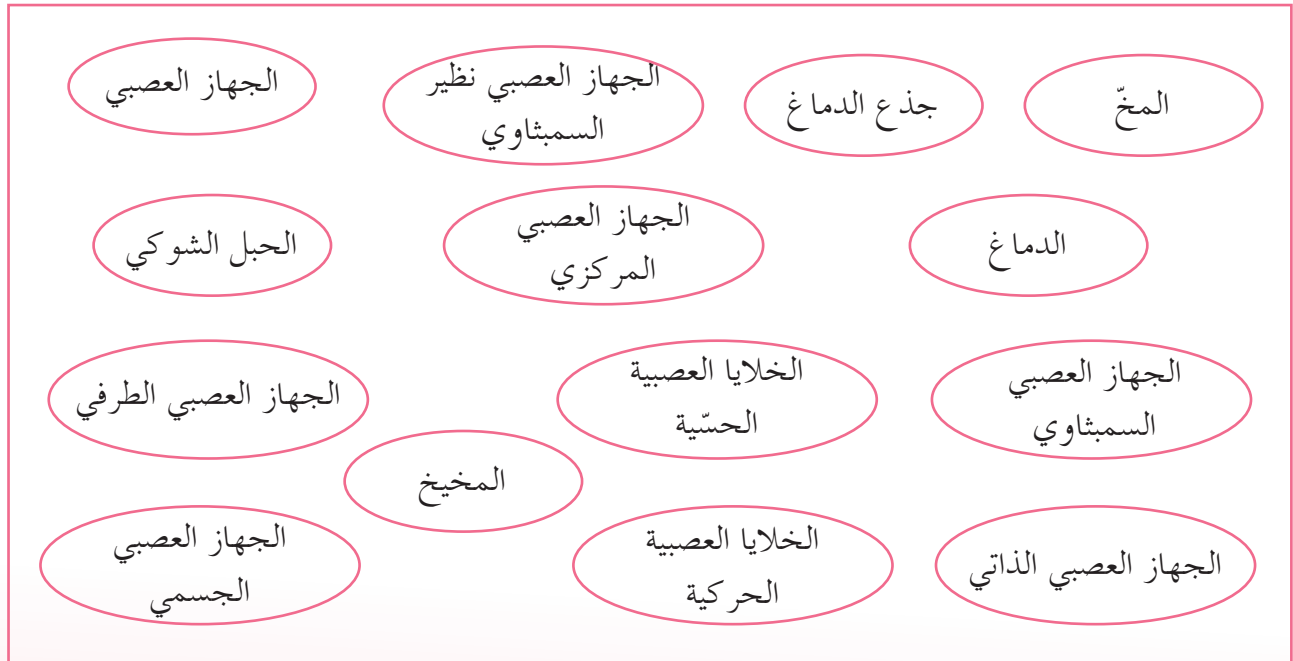 المخّ
جذع الدماغ
الجهاز العصبي نظير
السمبثاوي
الجهاز العصبي
الدماغ
الجهاز العصبي
المركزي
الحبل الشوكي
الجهاز العصبي
السمبثاوي
الخلايا العصبية
الحسّية
الجهاز العصبي الطرفي
المخيخ
الجهاز العصبي الذاتي
الخلايا العصبية
الحركية
الجهاز العصبي
الجسمي